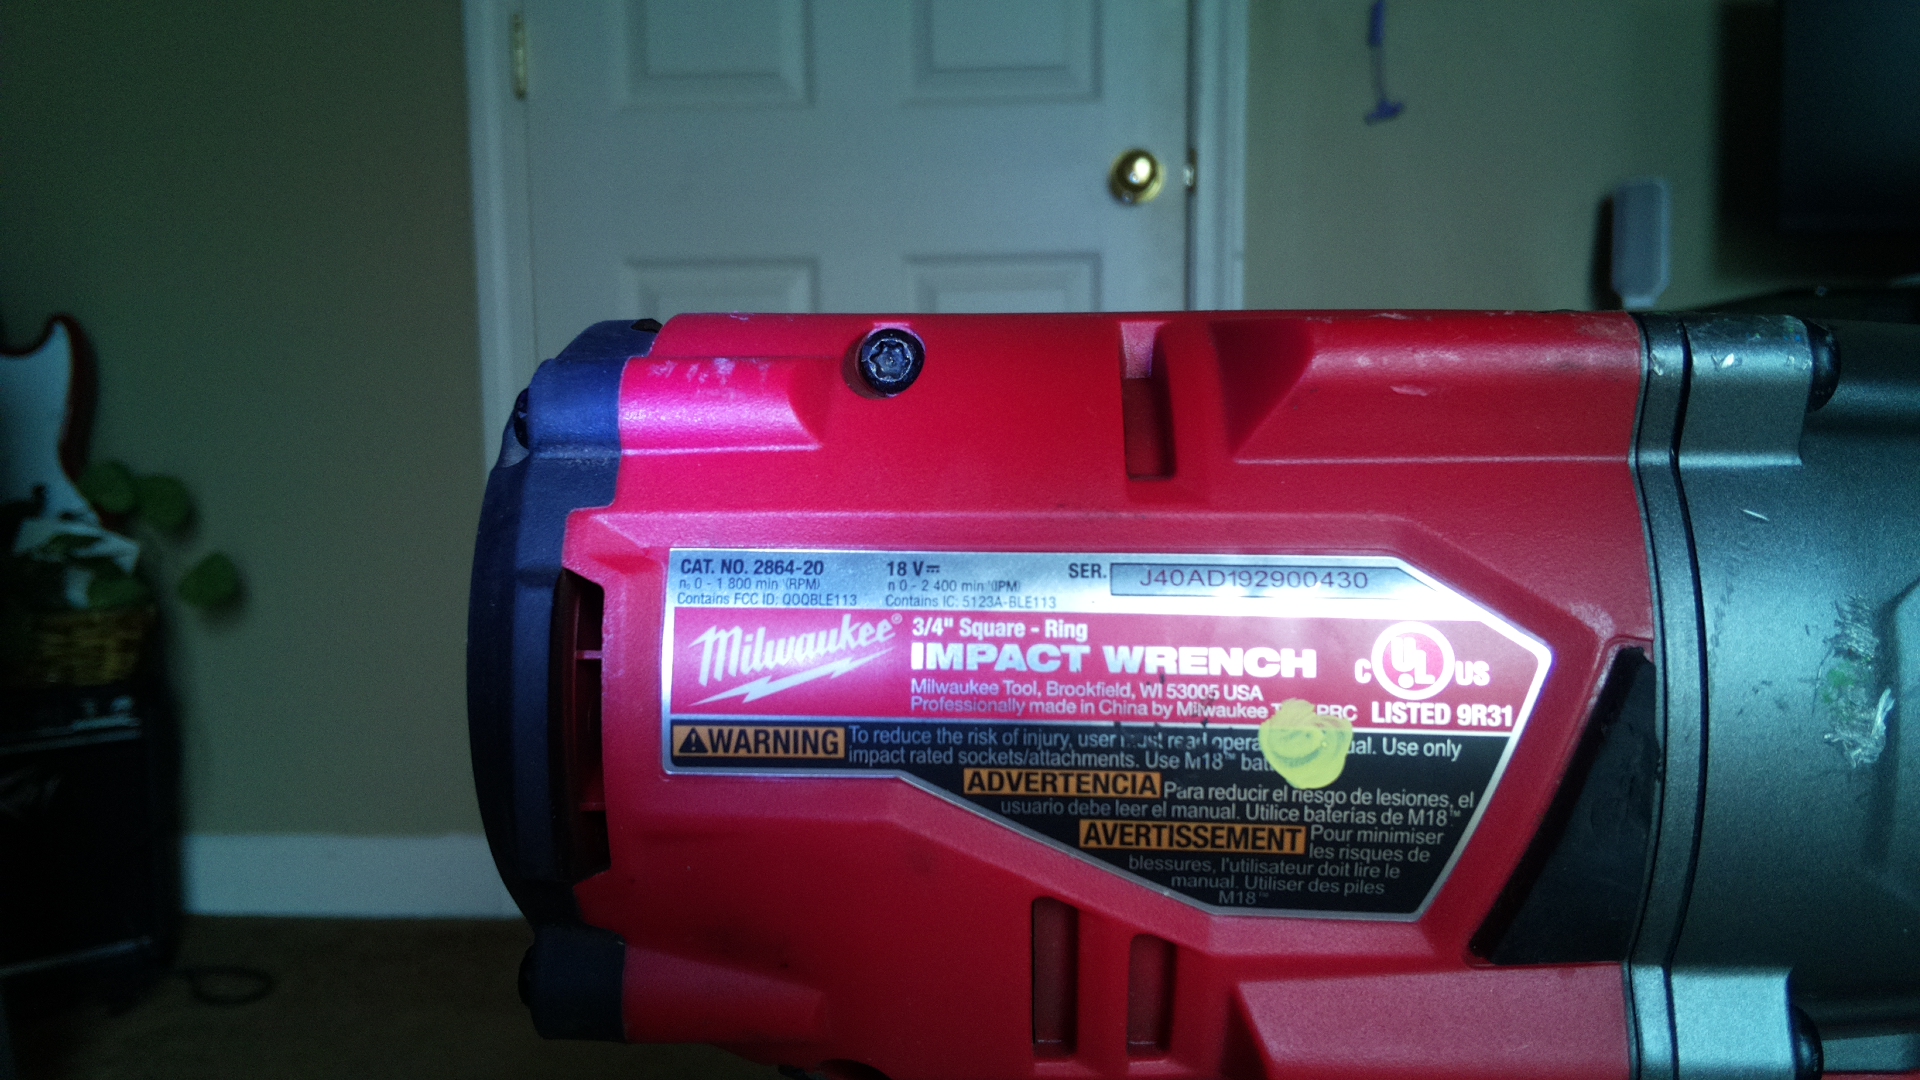 CAT. NO. 2864-20
18 V
SER. J40AD192900430
n₀ 0 - 1 800 min⁻¹(RPM)
n 0 - 2 400 min⁻¹(IPM)
Contains FCC ID: QOQBLE113
Contains IC: 5123A-BLE113
Milwaukee®
3/4" Square - Ring
IMPACT WRENCH
Milwaukee Tool, Brookfield, WI 53005 USA
Professionally made in China by Milwaukee PRC
C UL US
LISTED 9R31
WARNING To reduce the risk of injury, user must read Use only
impact rated sockets/attachments. Use M18™
ADVERTENCIA Para reducir el riesgo de lesiones, el
usuario debe leer el manual. Utilice baterías de M18™
AVERTISSEMENT Pour minimiser
les risques de
blessures, l'utilisateur doit lire le
manual. Utiliser des piles
M18™